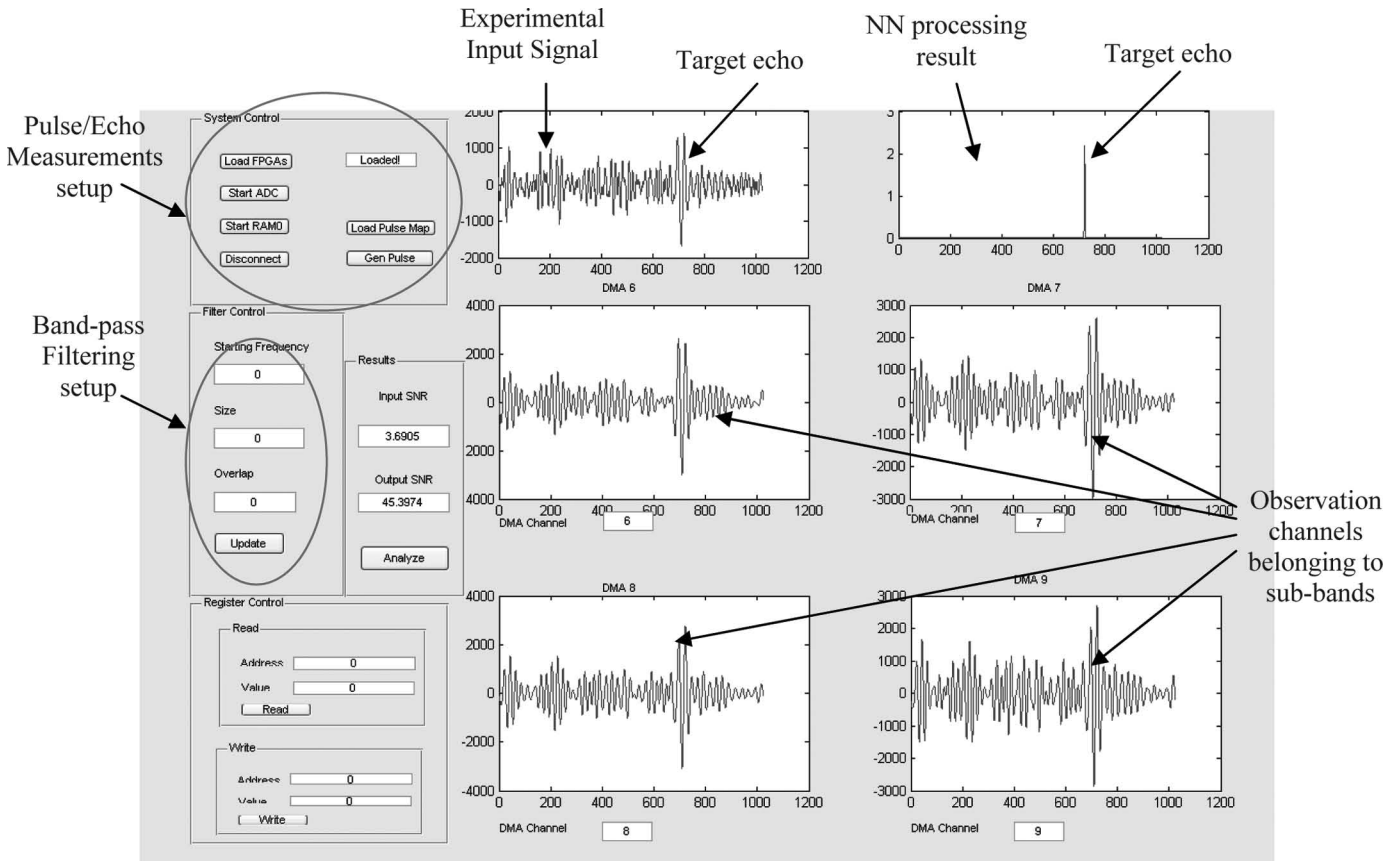 Experimental
Input Signal
Target echo
NN processing
result
Target echo
Pulse/Echo
Measurements
setup
System Control
Load FPGAs
Loaded!
Start ADC
Start RAM0
Load Pulse Map
Disconnect
Gen Pulse
2000
1000
0
-1000
-2000
0 200 400 600 800 1000 1200
3
2
1
0
0 200 400 600 800 1000 1200
Band-pass
Filtering
setup
Filter Control
Starting Frequency
0
Size
0
Overlap
0
Update
Results
Input SNR
3.6905
Output SNR
45.3974
Analyze
DMA 6
4000
2000
0
2000
4000
0 200 400 600 800 1000 1200
DMA Channel 6
DMA 7
3000
2000
1000
0
-1000
-2000
-3000
0 200 400 600 800 1000 1200
DMA Channel 7
Observation
channels
belonging to
sub-bands
Register Control
Read
Address 0
Value 0
Read
Write
Address 0
Value 0
Write
DMA 8
4000
2000
0
-2000
-4000
0 200 400 600 800 1000 1200
DMA Channel 8
DMA 9
3000
2000
1000
0
-1000
-2000
-3000
0 200 400 600 800 1000 1200
DMA Channel 9